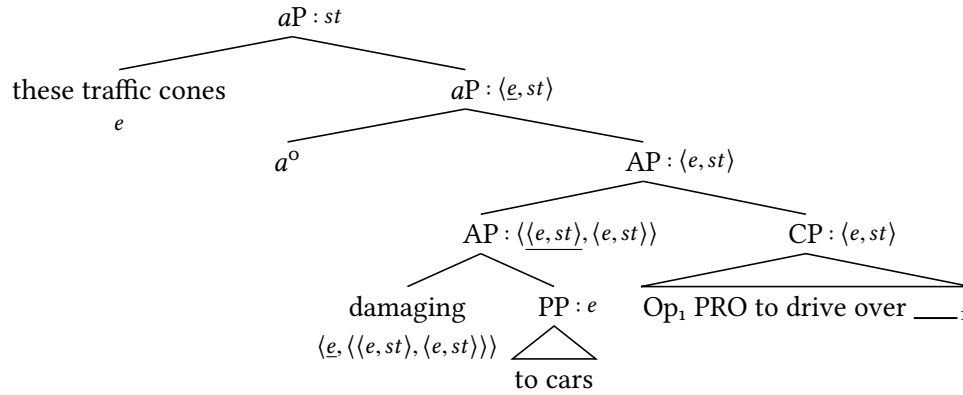 aP : st
these traffic cones
e
aP : ⟨e, st⟩
aº
AP : ⟨e, st⟩
AP : ⟨⟨e, st⟩, ⟨e, st⟩⟩
CP : ⟨e, st⟩
damaging
⟨e, ⟨⟨e, st⟩, ⟨e, st⟩⟩⟩
PP : e
to cars
Op₁ PRO to drive over ___₁